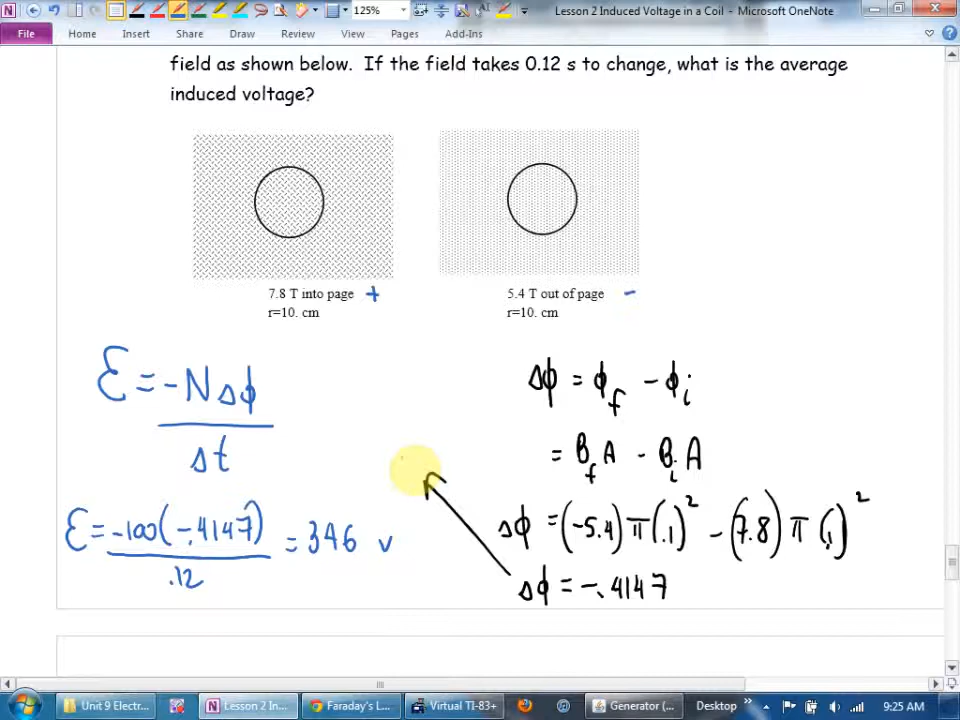 125%
Lesson 2 Induced Voltage in a Coil - Microsoft OneNote
File Home Insert Share Draw Review View Pages Add-Ins
field as shown below. If the field takes 0.12 s to change, what is the average
induced voltage?
7.8 T into page +
r=10. cm
5.4 T out of page -
r=10. cm
Ɛ = -NΔϕ
Δt
Δϕ = ϕf - ϕi
= BfA - BiA
Ɛ = -100(-.4147) = 346 v
.12
Δϕ = (-5.4)π(.1)² - (7.8)π(.1)²
Δϕ = -.4147
Unit 9 Electr... Lesson 2 In... Faraday's L... Virtual TI-83+ Generator (... Desktop » 9:25 AM